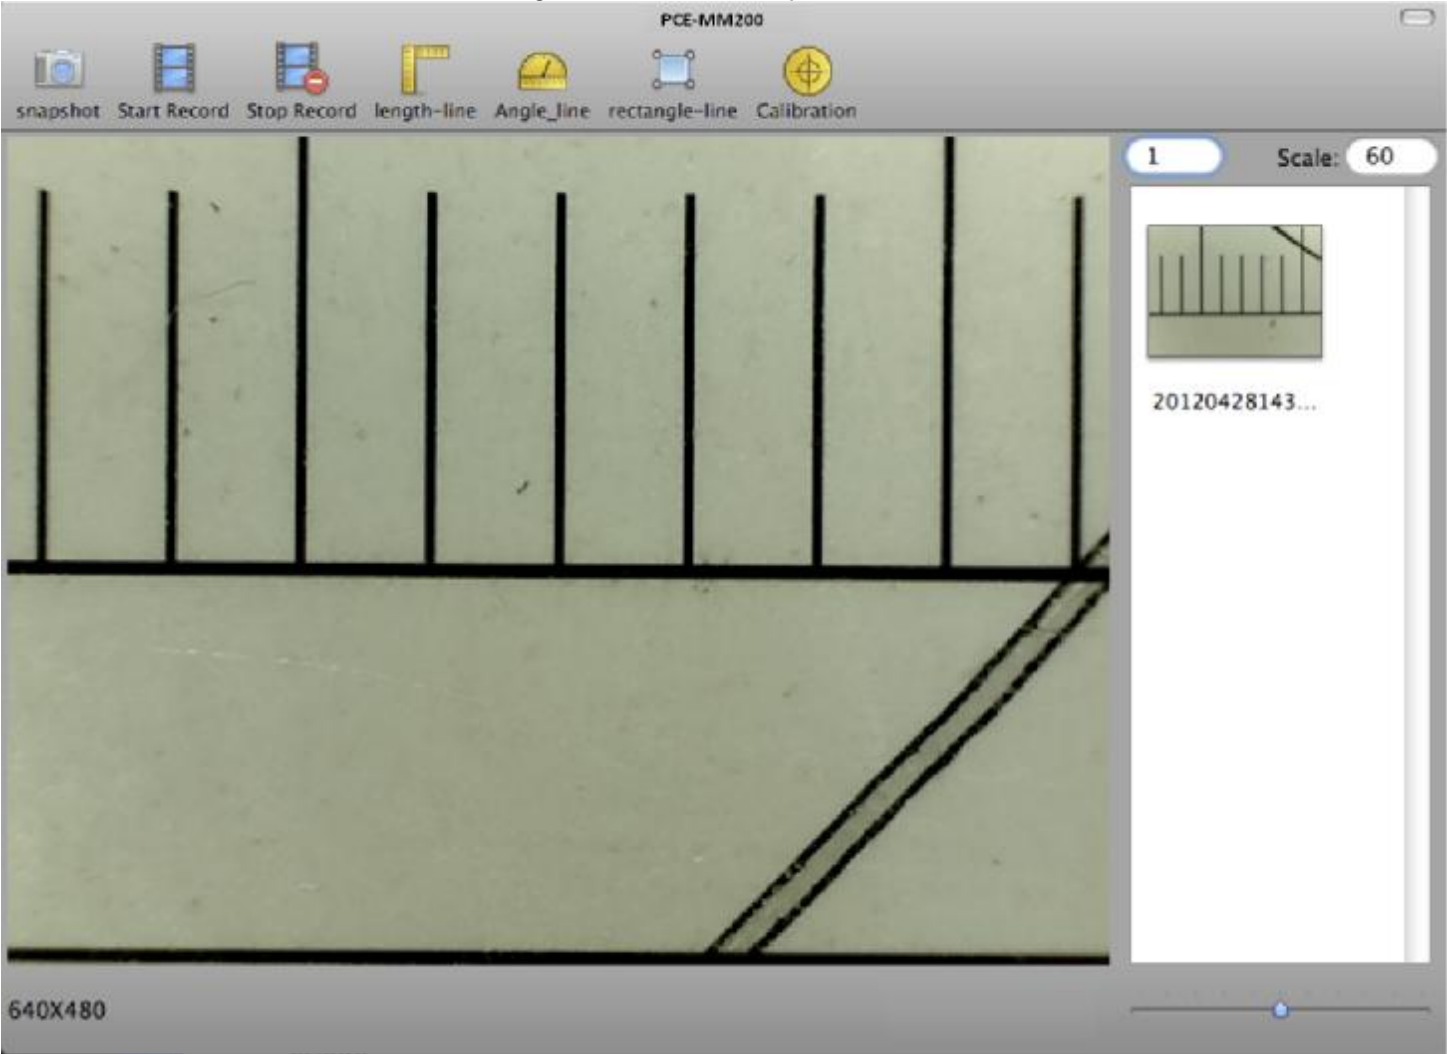 PCE-MM200
snapshot Start Record Stop Record length-line Angle_line rectangle-line Calibration
1 Scale: 60
20120428143...
640X480